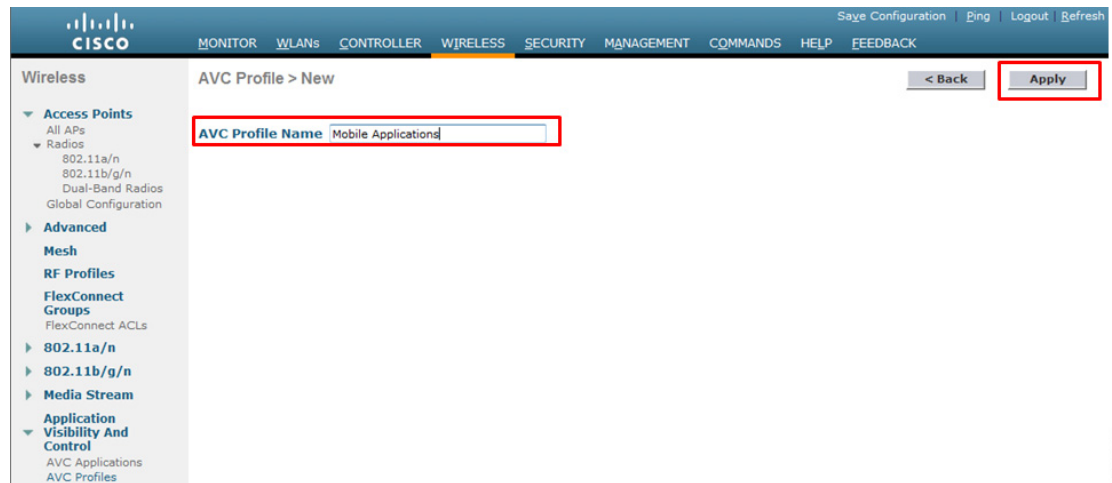 Save Configuration | Ping | Logout | Refresh
CISCO
MONITOR WLANs CONTROLLER WIRELESS SECURITY MANAGEMENT COMMANDS HELP FEEDBACK
Wireless
AVC Profile > New
< Back
Apply
Access Points
All APs
Radios
802.11a/n
802.11b/g/n
Dual-Band Radios
Global Configuration
AVC Profile Name Mobile Applications
Advanced
Mesh
RF Profiles
FlexConnect
Groups
FlexConnect ACLs
802.11a/n
802.11b/g/n
Media Stream
Application
Visibility And
Control
AVC Applications
AVC Profiles